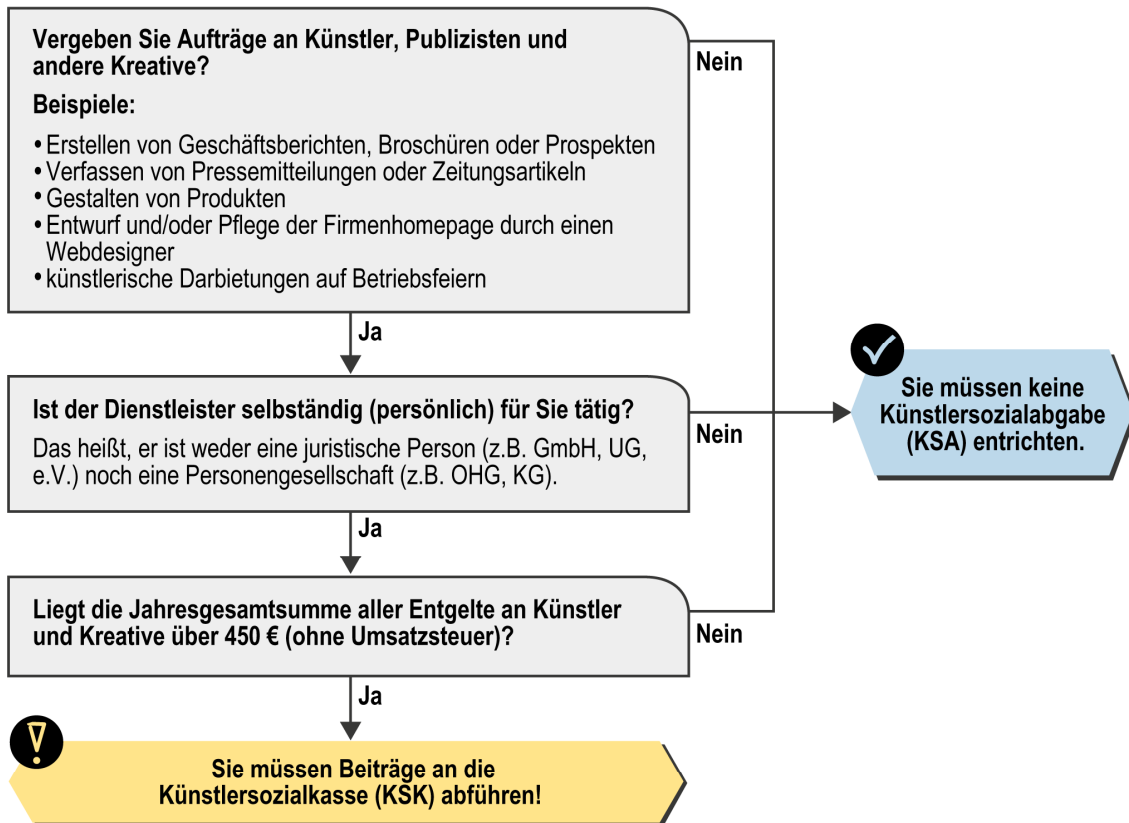 Vergeben Sie Aufträge an Künstler, Publizisten und
andere Kreative?
Beispiele:
• Erstellen von Geschäftsberichten, Broschüren oder Prospekten
• Verfassen von Pressemitteilungen oder Zeitungsartikeln
• Gestalten von Produkten
• Entwurf und/oder Pflege der Firmenhomepage durch einen
Webdesigner
• künstlerische Darbietungen auf Betriebsfeiern
Nein
Ja
Ist der Dienstleister selbständig (persönlich) für Sie tätig?
Das heißt, er ist weder eine juristische Person (z.B. GmbH, UG,
e.V.) noch eine Personengesellschaft (z.B. OHG, KG).
Nein
Sie müssen keine
Künstlersozialabgabe
(KSA) entrichten.
Ja
Liegt die Jahresgesamtsumme aller Entgelte an Künstler
und Kreative über 450 € (ohne Umsatzsteuer)?
Nein
Ja
Sie müssen Beiträge an die
Künstlersozialkasse (KSK) abführen!